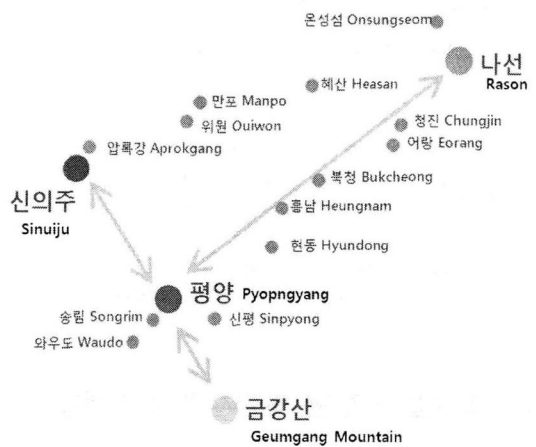 온성섬 Onsungseom
나선
Rason
혜산 Heasan
만포 Manpo
위원 Ouiwon
청진 Chungjin
어랑 Eorang
압록강 Aprokgang
신의주
Sinuiju
북청 Bukcheong
흥남 Heungnam
현동 Hyundong
평양 Pyopngyang
송림 Songrim
신평 Sinpyong
와우도 Waudo
금강산
Geumgang Mountain